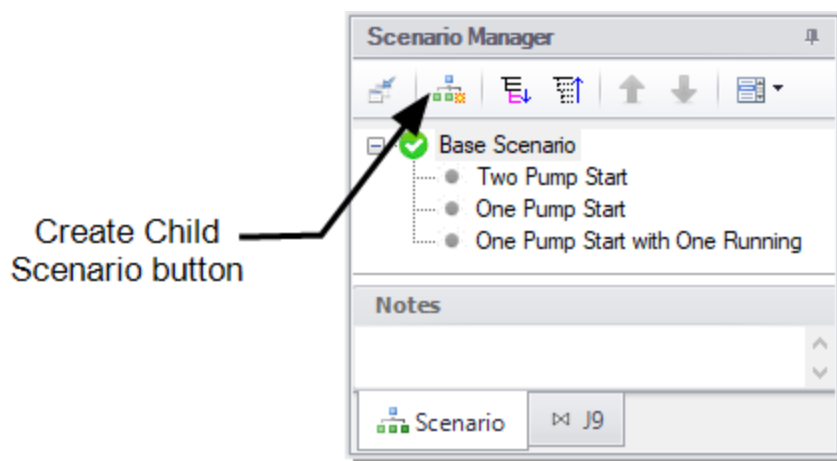 Scenario Manager
Base Scenario
Two Pump Start
One Pump Start
One Pump Start with One Running
Create Child
Scenario button
Notes
Scenario
J9